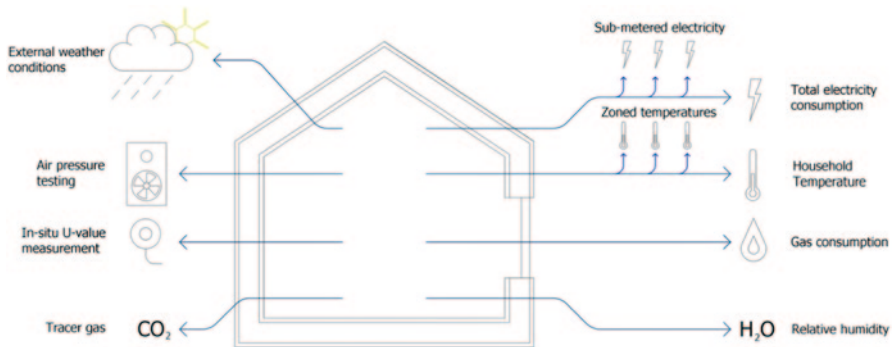 External weather
conditions
Sub-metered electricity
Total electricity
consumption
Zoned temperatures
Air pressure
testing
Household
Temperature
In-situ U-value
measurement
Gas consumption
Tracer gas
CO₂
H₂O
Relative humidity